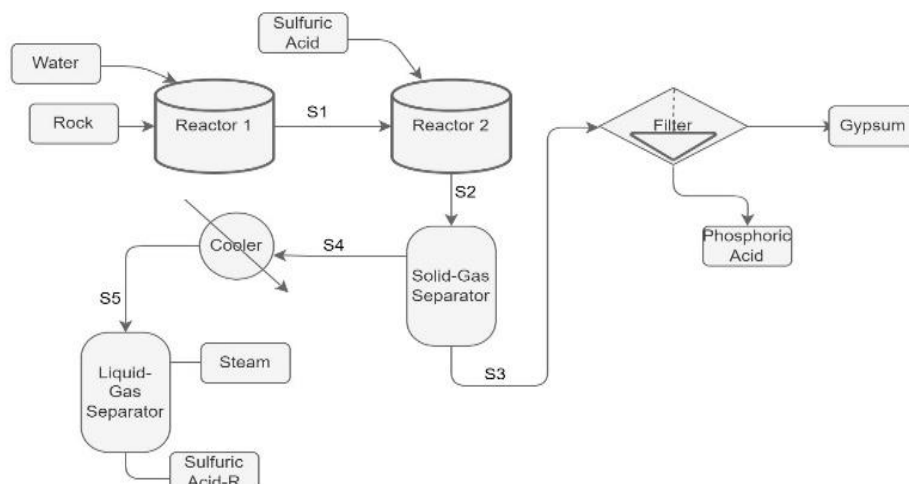 Sulfuric
Acid
Water
Rock
Reactor 1
S1
Reactor 2
Filter
Gypsum
S2
Phosphoric
Acid
Cooler
S4
Solid-Gas
Separator
S5
S3
Liquid-
Gas
Separator
Steam
Sulfuric
Acid-R